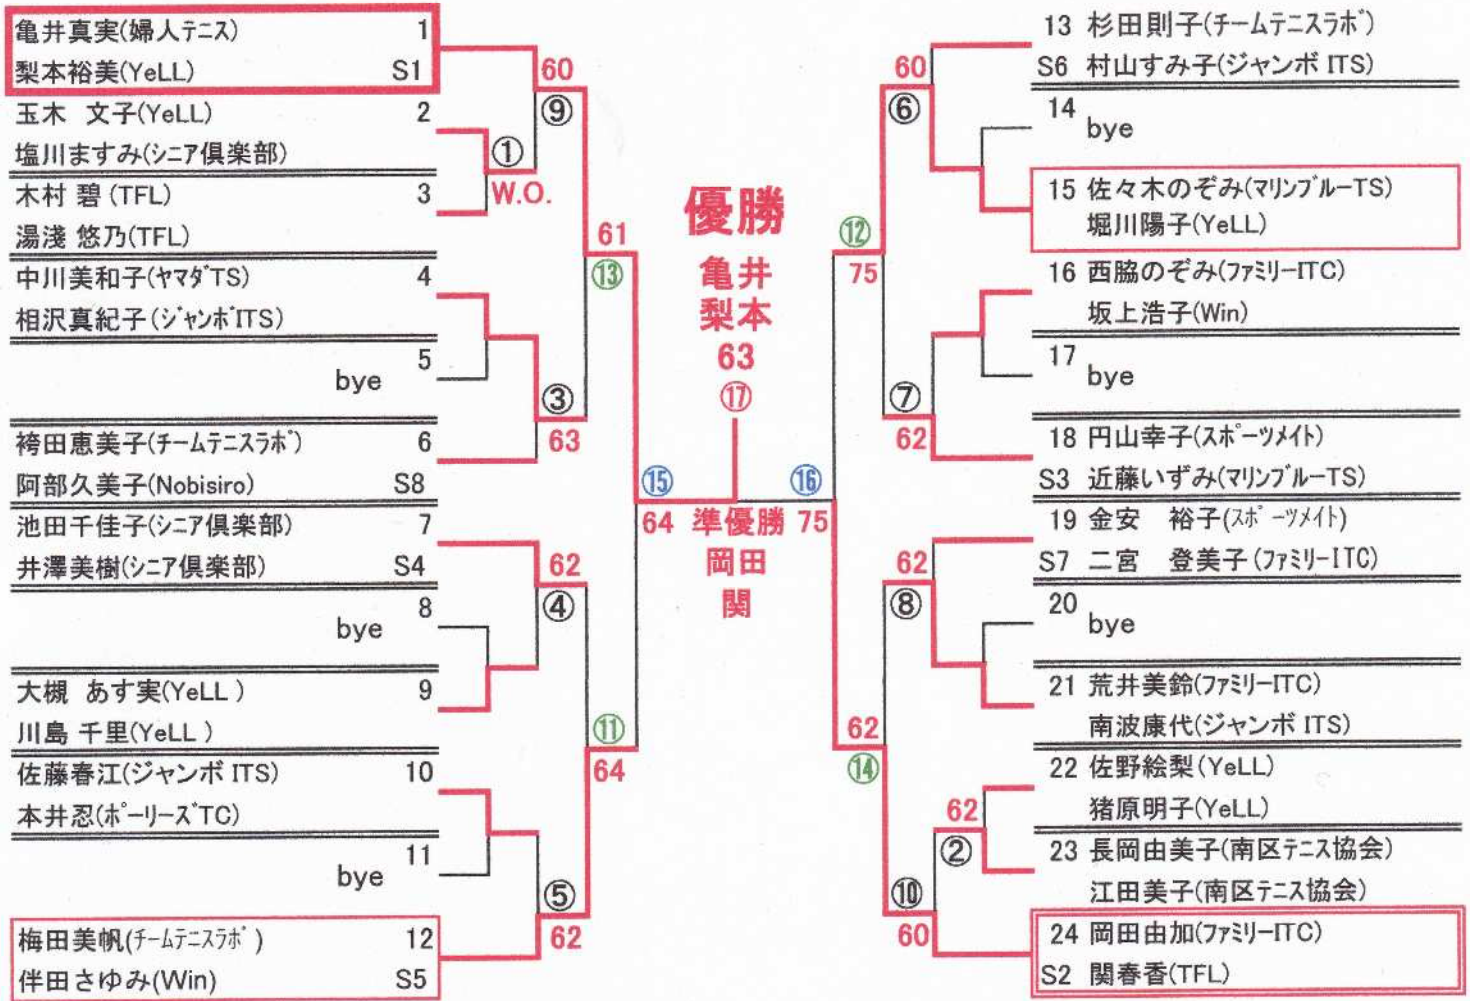 亀井真実(婦人テニス) 1
梨本裕美(YeLL) S1
玉木 文子(YeLL) 2
塩川ますみ(シニア倶楽部)
木村 碧 (TFL) 3
湯淺 悠乃(TFL)
中川美和子(ヤマダTS) 4
相沢真紀子(ジャンボITS)
5
bye
袴田恵美子(チームテニスラボ) 6
阿部久美子(Nobisiro) S8
池田千佳子(シニア倶楽部) 7
井澤美樹(シニア倶楽部) S4
8
bye
大槻 あす実(YeLL ) 9
川島 千里(YeLL )
佐藤春江(ジャンボ ITS) 10
本井忍(ポーリーズTC)
11
bye
梅田美帆(チームテニスラボ ) 12
伴田さゆみ(Win) S5
60
⑨
①
W.O.
61
⑬
③
63
62
④
⑪
64
⑤
62
⑮
64
優勝
亀井
梨本
63
⑰
準優勝
岡田
関
⑯
75
60
⑥
⑫
75
⑦
62
62
⑧
62
⑭
62
②
⑩
60
13 杉田則子(チームテニスラボ)
S6 村山すみ子(ジャンボ ITS)
14
bye
15 佐々木のぞみ(マリンブルーTS)
堀川陽子(YeLL)
16 西脇のぞみ(ファミリーITC)
坂上浩子(Win)
17
bye
18 円山幸子(スポーツメイト)
S3 近藤いずみ(マリンブルーTS)
19 金安 裕子(スポーツメイト)
S7 二宮 登美子(ファミリーITC)
20
bye
21 荒井美鈴(ファミリーITC)
南波康代(ジャンボ ITS)
22 佐野絵梨(YeLL)
猪原明子(YeLL)
23 長岡由美子(南区テニス協会)
江田美子(南区テニス協会)
24 岡田由加(ファミリーITC)
S2 関春香(TFL)